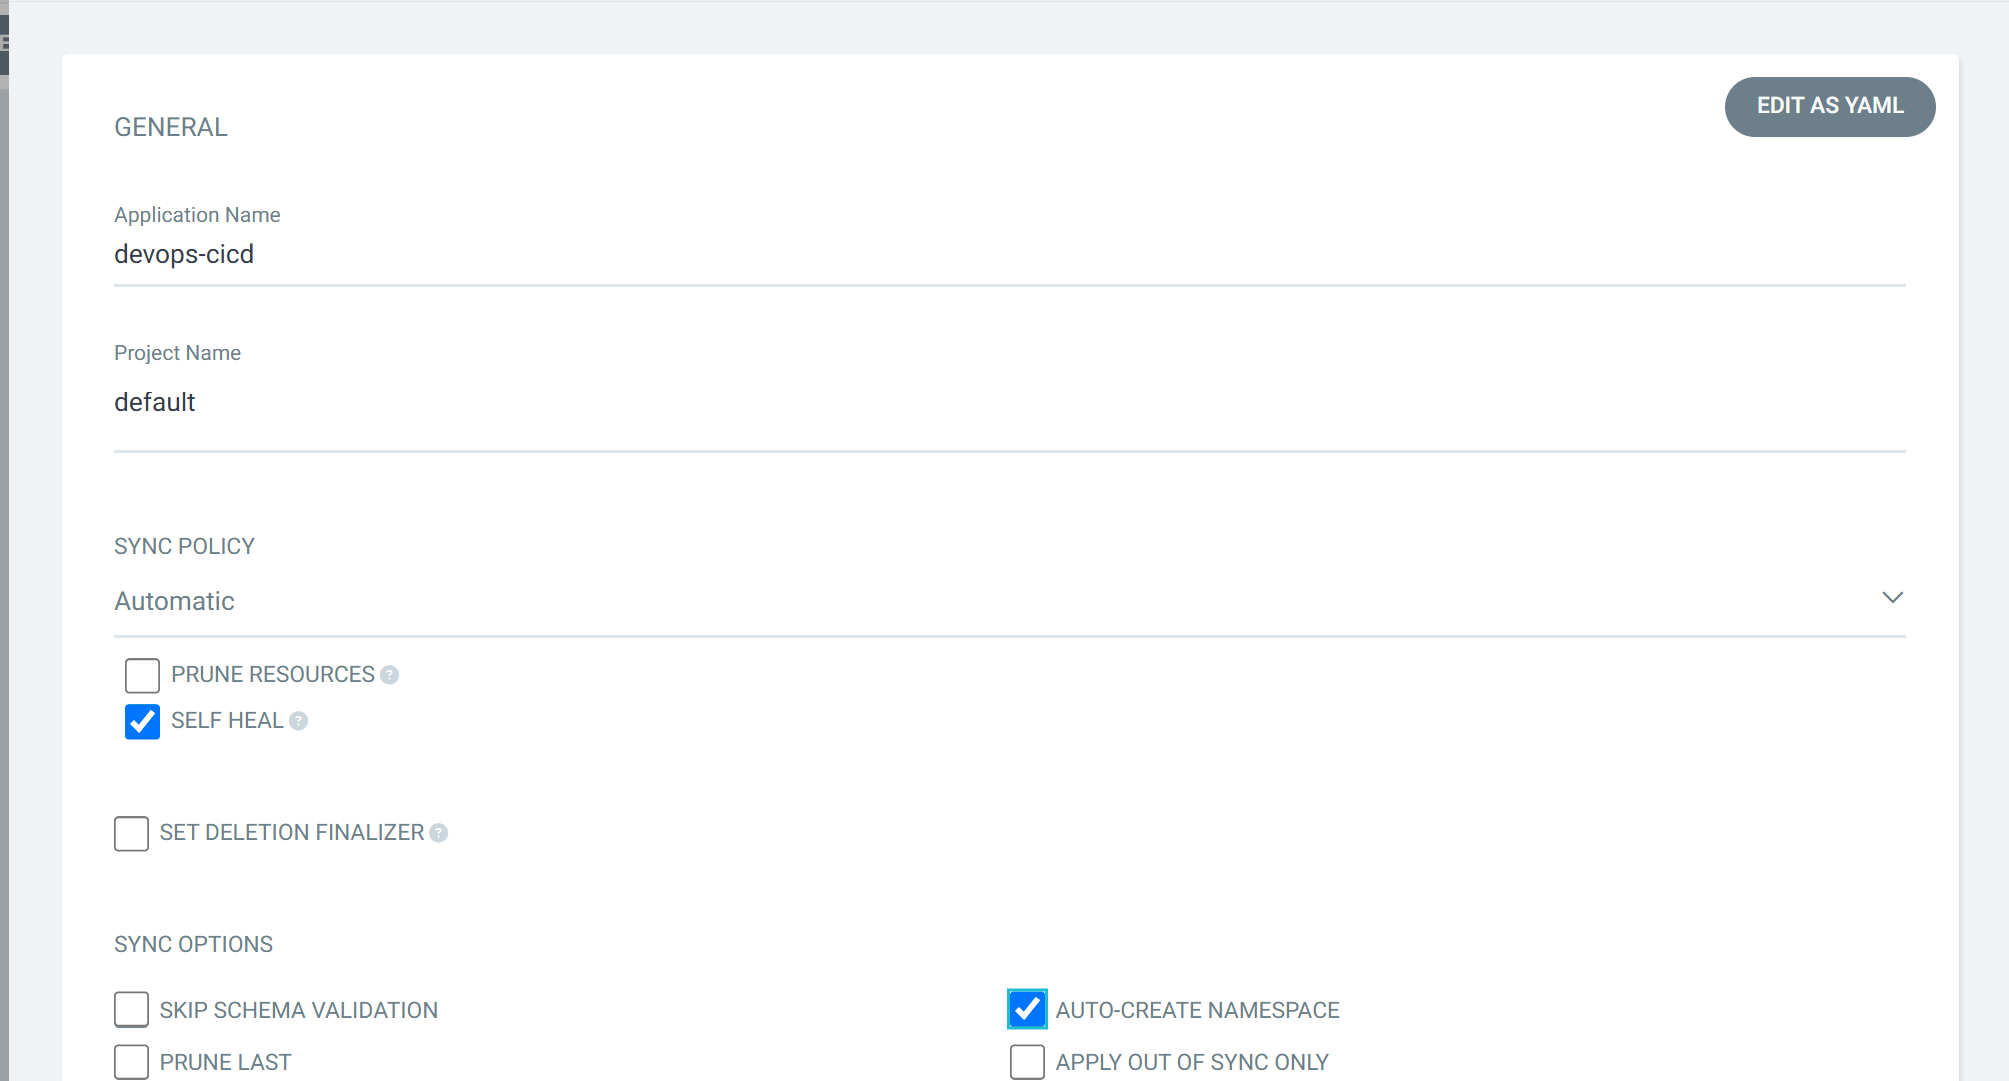 EDIT AS YAML
GENERAL
Application Name
devops-cicd
Project Name
default
SYNC POLICY
Automatic
PRUNE RESOURCES ?
SELF HEAL ?
SET DELETION FINALIZER ?
SYNC OPTIONS
SKIP SCHEMA VALIDATION
AUTO-CREATE NAMESPACE
PRUNE LAST
APPLY OUT OF SYNC ONLY